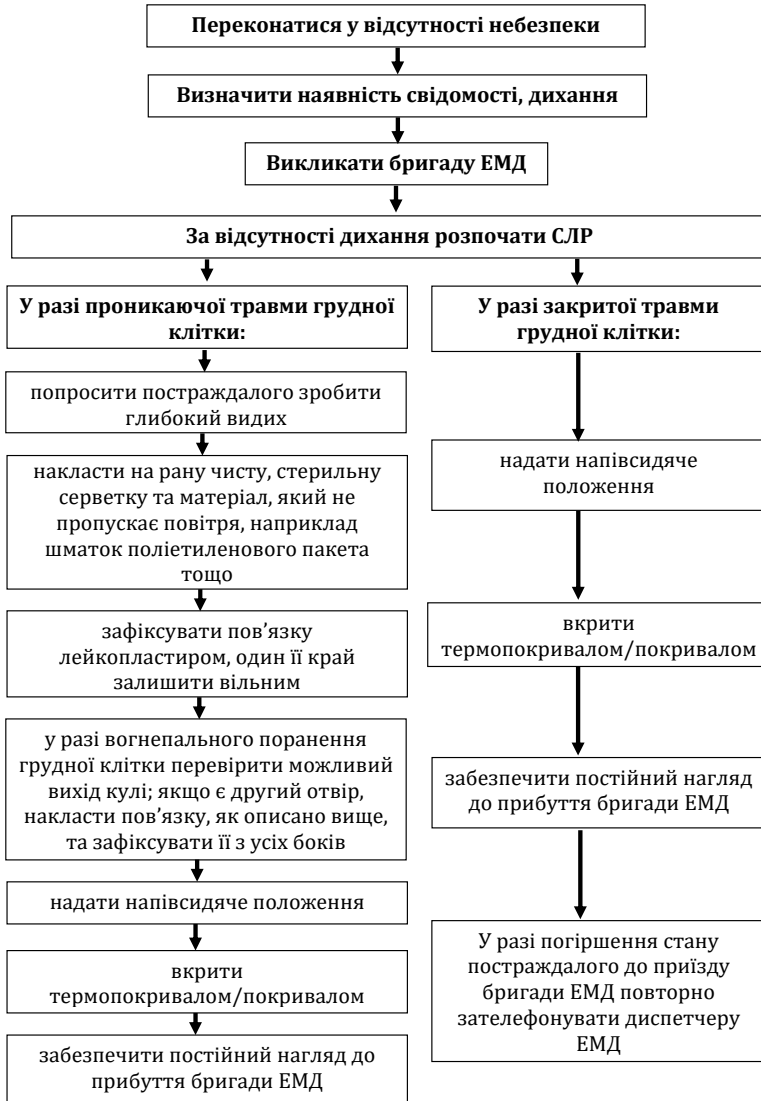 Переконатися у відсутності небезпеки
Визначити наявність свідомості, дихання
Викликати бригаду ЕМД
За відсутності дихання розпочати СЛР
У разі проникаючої травми грудної
клітки:
попросити постраждалого зробити
глибокий видих
накласти на рану чисту, стерильну
серветку та матеріал, який не
пропускає повітря, наприклад
шматок поліетиленового пакета
тощо
зафіксувати пов’язку
лейкопластиром, один її край
залишити вільним
у разі вогнепального поранення
грудної клітки перевірити можливий
вихід кулі; якщо є другий отвір,
накласти пов’язку, як описано вище,
та зафіксувати її з усіх боків
надати напівсидяче положення
вкрити
термопокривалом/покривалом
забезпечити постійний нагляд до
прибуття бригади ЕМД
У разі закритої травми
грудної клітки:
надати напівсидяче
положення
вкрити
термопокривалом/покривалом
забезпечити постійний нагляд
до прибуття бригади ЕМД
У разі погіршення стану
постраждалого до приїзду
бригади ЕМД повторно
зателефонувати диспетчеру
ЕМД